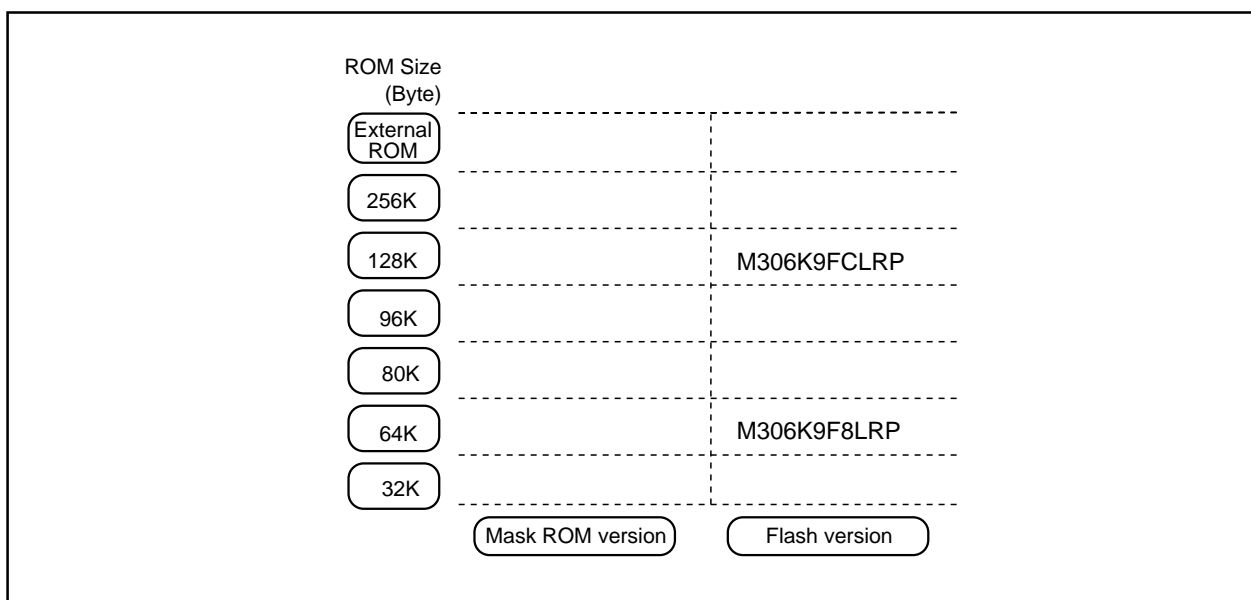 ROM Size
(Byte)
External
ROM
256K
128K M306K9FCLRP
96K
80K
64K M306K9F8LRP
32K
Mask ROM version Flash version